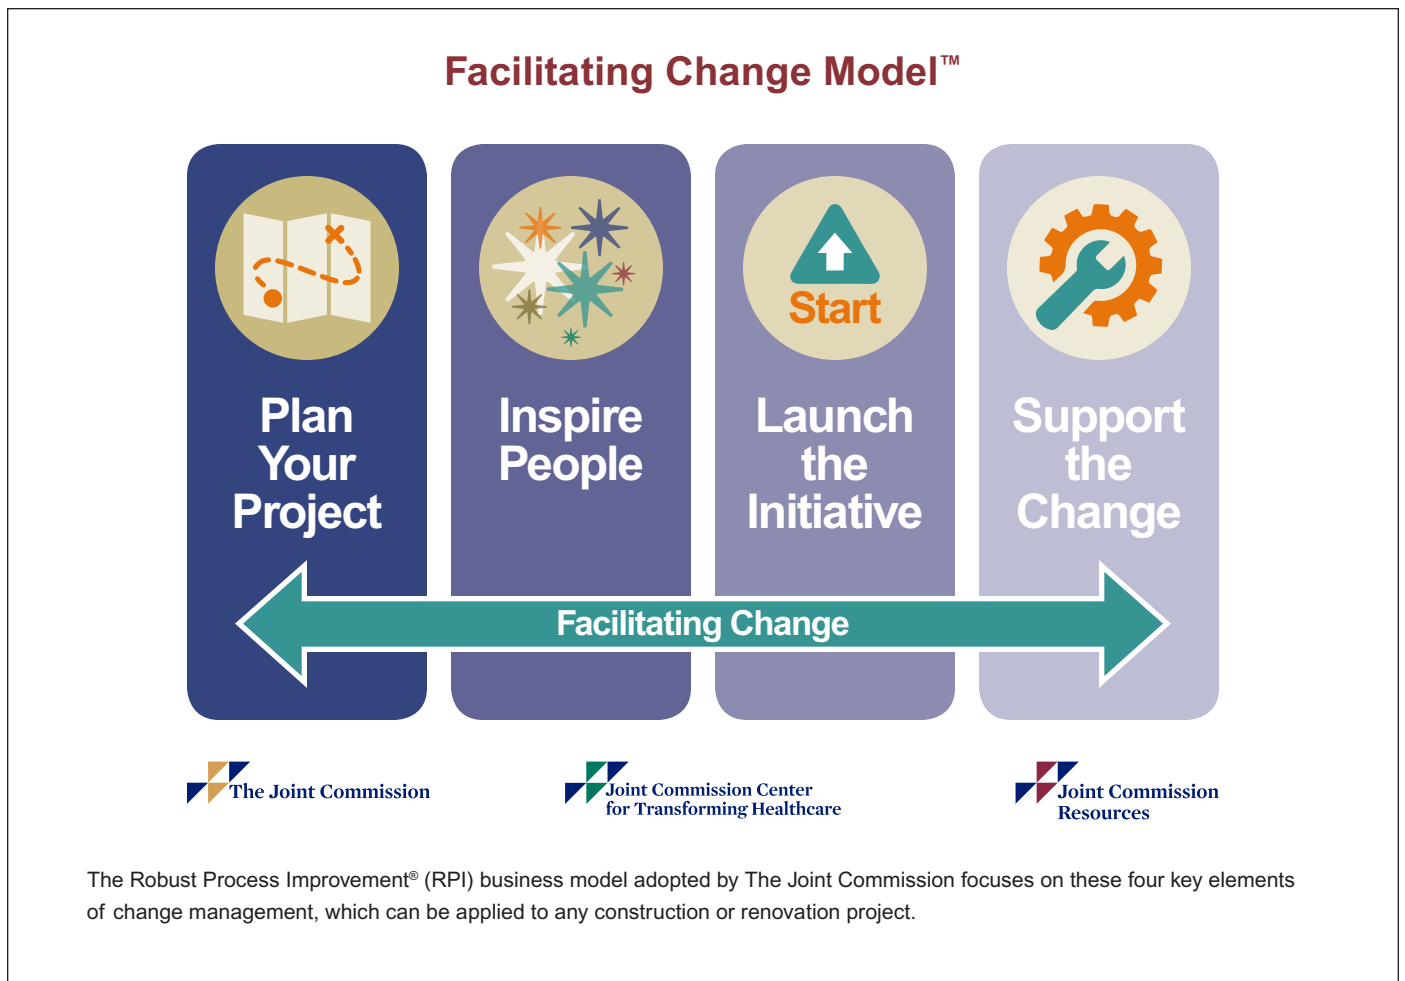 Facilitating Change Model™
Start
Plan
Your
Project
Inspire
People
Launch
the
Initiative
Support
the
Change
Facilitating Change
The Joint Commission
Joint Commission Center
for Transforming Healthcare
Joint Commission
Resources
The Robust Process Improvement® (RPI) business model adopted by The Joint Commission focuses on these four key elements
of change management, which can be applied to any construction or renovation project.